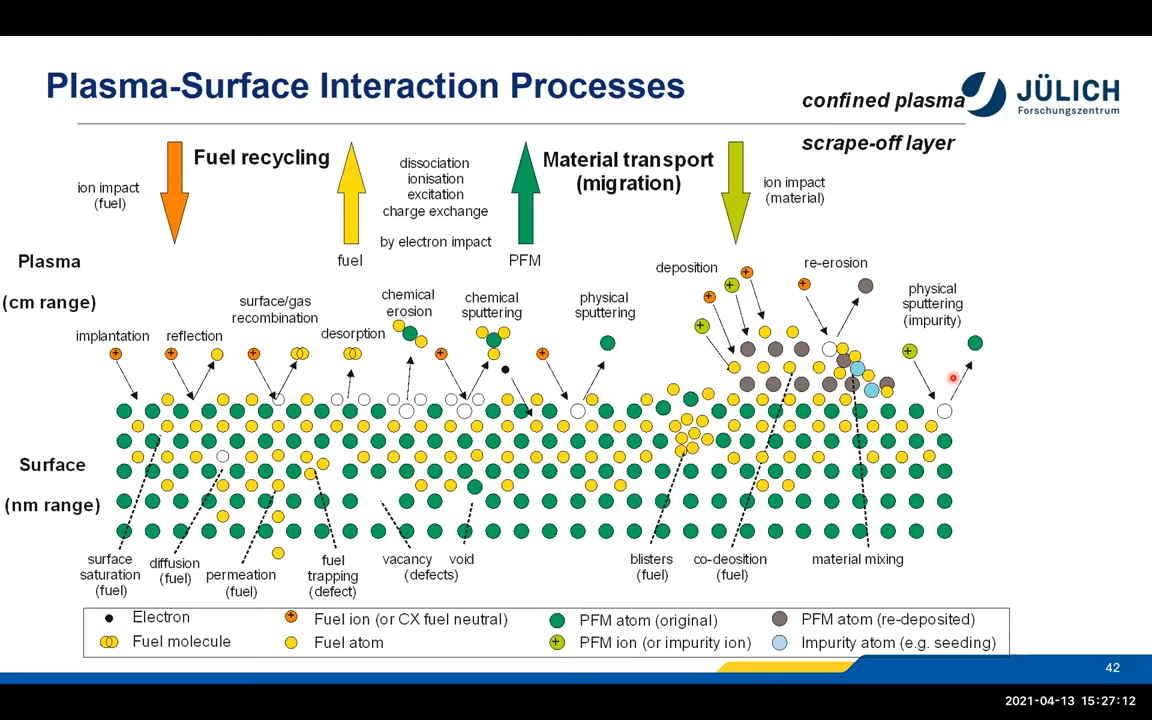 Plasma-Surface Interaction Processes
confined plasma
JÜLICH
Forschungszentrum
scrape-off layer
Fuel recycling
Material transport
(migration)
ion impact
(fuel)
dissociation
ionisation
excitation
charge exchange
by electron impact
ion impact
(material)
fuel
PFM
Plasma
(cm range)
implantation
reflection
surface/gas
recombination
desorption
chemical
erosion
chemical
sputtering
physical
sputtering
deposition
re-erosion
physical
sputtering
(impurity)
Surface
(nm range)
surface
saturation
(fuel)
diffusion
(fuel)
permeation
(fuel)
fuel
trapping
(defect)
vacancy
void
(defects)
blisters
(fuel)
co-deosition
(fuel)
material mixing
Electron
Fuel ion (or CX fuel neutral)
PFM atom (original)
PFM atom (re-deposited)
Fuel molecule
Fuel atom
PFM ion (or impurity ion)
Impurity atom (e.g. seeding)
42
2021-04-13 15:27:12